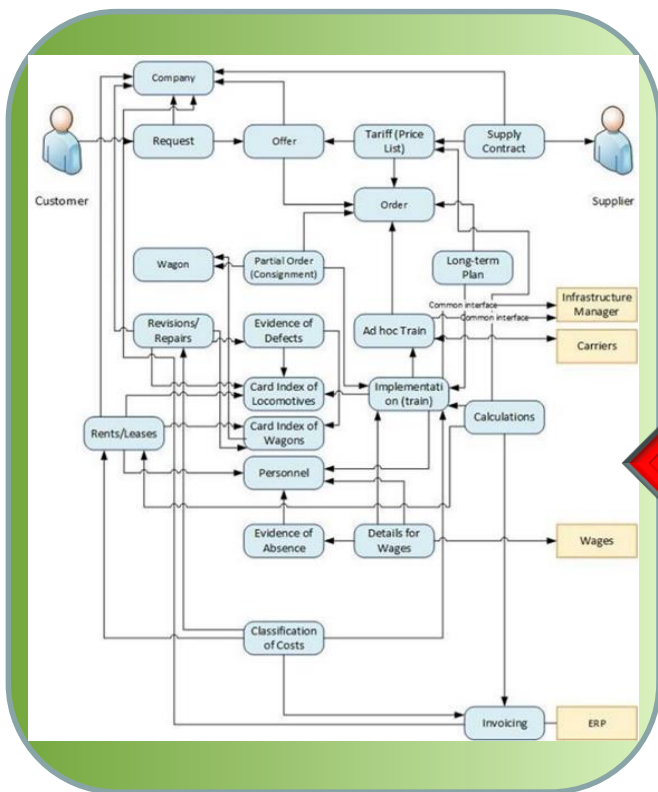 Company
Request
Offer
Tariff (Price
List)
Supply
Contract
Customer
Supplier
Order
Wagon
Partial Order
(Consignment)
Long-term
Plan
Common interface
Infrastructure
Manager
Common interface
Revisions/
Repairs
Evidence of
Defects
Ad hoc Train
Carriers
Card Index of
Locomotives
Implementati
on (train)
Calculations
Rents/Leases
Card Index of
Wagons
Personnel
Evidence of
Absence
Details for
Wages
Wages
Classification
of Costs
Invoicing
ERP